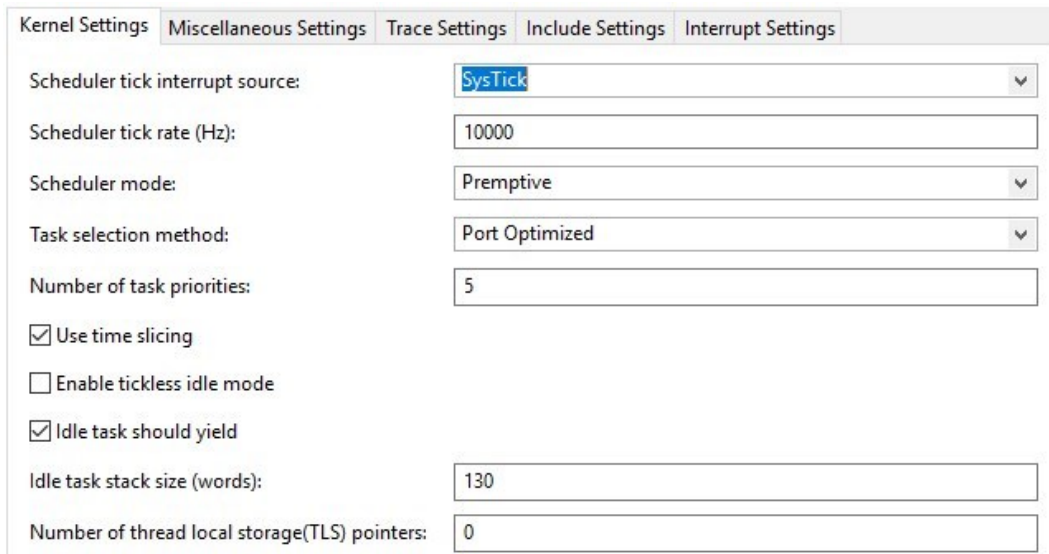 Kernel Settings Miscellaneous Settings Trace Settings Include Settings Interrupt Settings
Scheduler tick interrupt source: SysTick
Scheduler tick rate (Hz): 10000
Scheduler mode: Premptive
Task selection method: Port Optimized
Number of task priorities: 5
Use time slicing
Enable tickless idle mode
Idle task should yield
Idle task stack size (words): 130
Number of thread local storage(TLS) pointers: 0